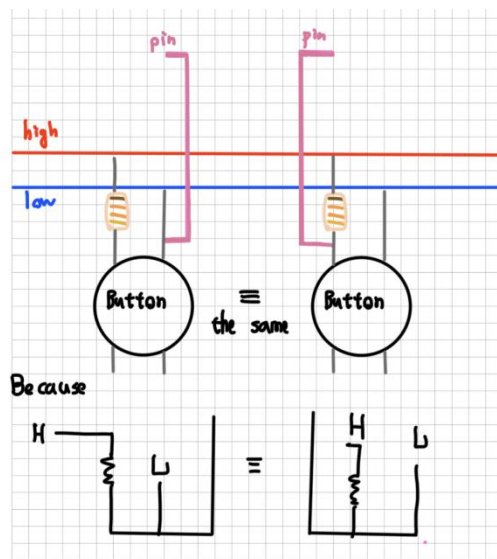 pin pin
high
low
Button ≡ Button
the same
Because
H L ≡ H L